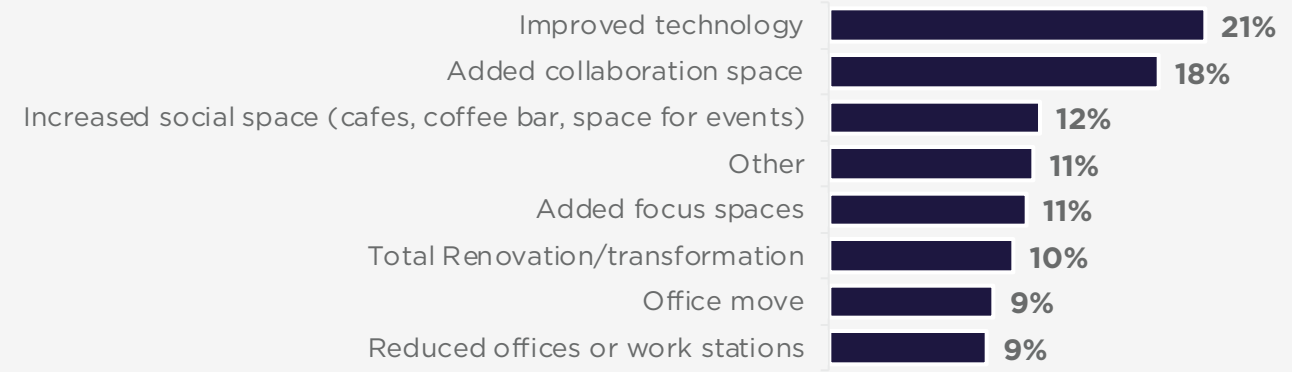 Improved technology 21%
Added collaboration space 18%
Increased social space (cafes, coffee bar, space for events) 12%
Other 11%
Added focus spaces 11%
Total Renovation/transformation 10%
Office move 9%
Reduced offices or work stations 9%